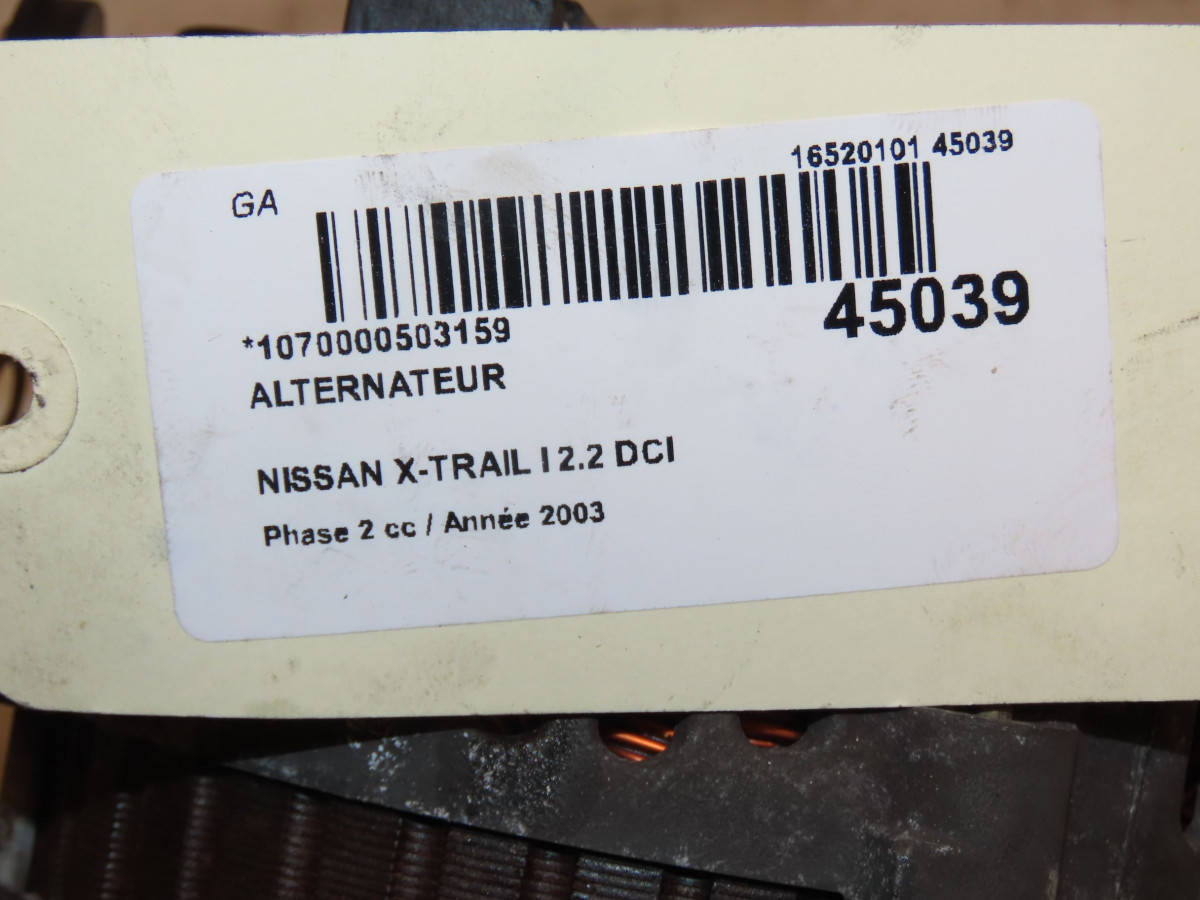 16520101 45039
GA
45039
*1070000503159
ALTERNATEUR
NISSAN X-TRAIL I 2.2 DCI
Phase 2 cc / Année 2003